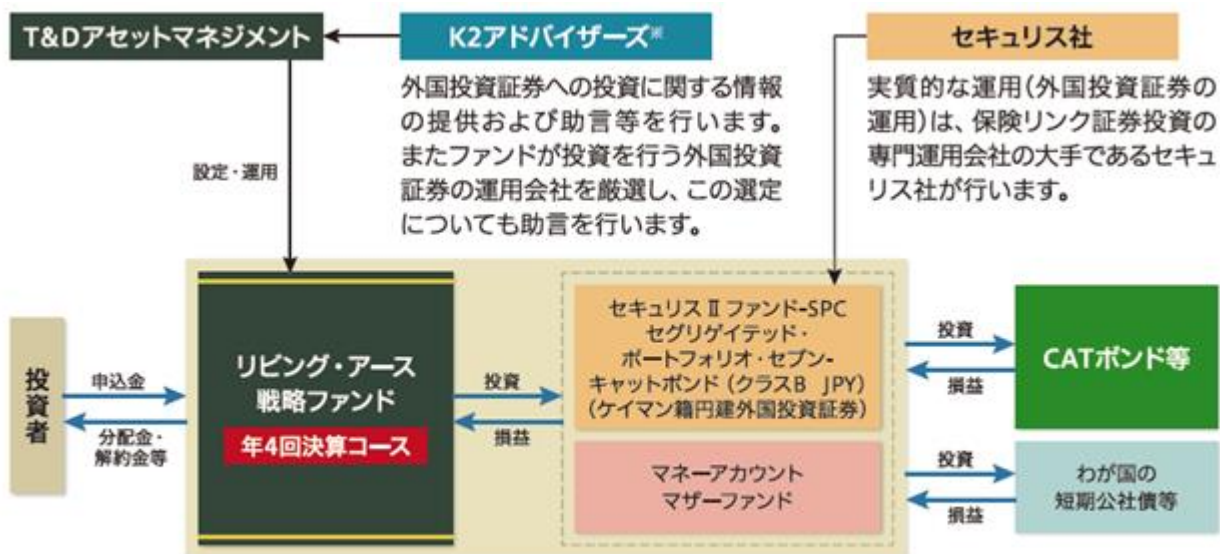 T&Dアセットマネジメント
K2アドバイザーズ※
セキュリス社
外国投資証券への投資に関する情報
の提供および助言等を行います。
またファンドが投資を行う外国投資
証券の運用会社を厳選し、この選定
についても助言を行います。
実質的な運用(外国投資証券の
運用)は、保険リンク証券投資の
専門運用会社の大手であるセキュ
リス社が行います。
設定・運用
投資者
申込金
分配金・
解約金等
リビング・アース
戦略ファンド
年4回決算コース
投資
損益
セキュリス Ⅱ ファンド-SPC
セグリゲイテッド・
ポートフォリオ・セブン-
キャットボンド (クラスB JPY)
(ケイマン籍円建外国投資証券)
マネーアカウント
マザーファンド
投資
損益
CATボンド等
投資
損益
わが国の
短期公社債等